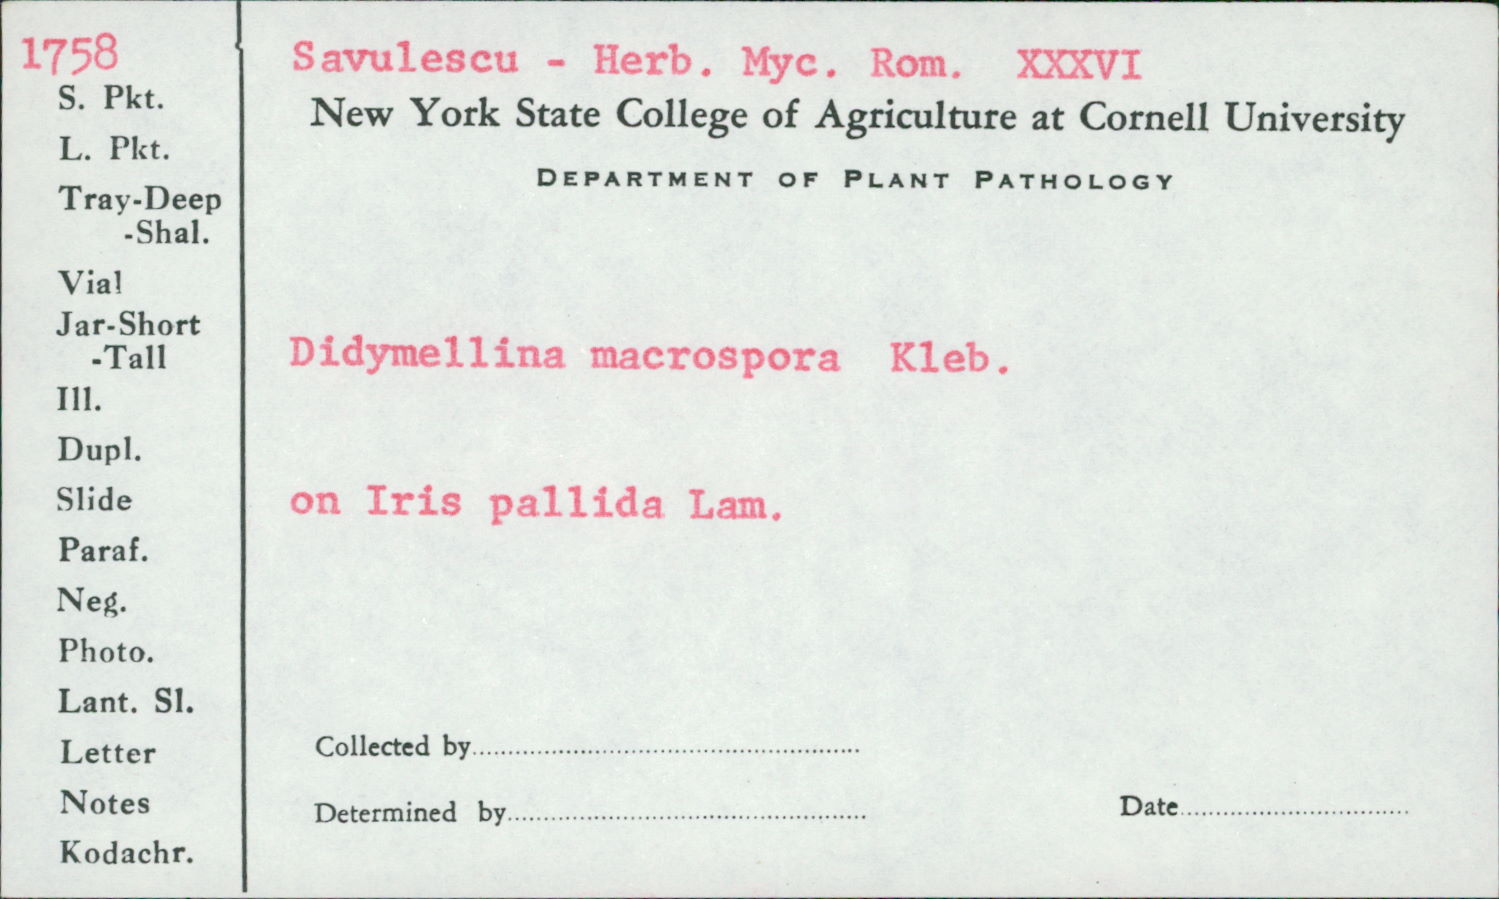 1758
S. Pkt.
L. Pkt.
Tray-Deep
-Shal.
Vial
Jar-Short
-Tall
Ill.
Dupl.
Slide
Paraf.
Neg.
Photo.
Lant. Sl.
Letter
Notes
Kodachr.
Savulescu - Herb. Myc. Rom. XXXVI
New York State College of Agriculture at Cornell University
DEPARTMENT OF PLANT PATHOLOGY
Didymellina macrospora Kleb.
on Iris pallida Lam.
Collected by
Determined by
Date